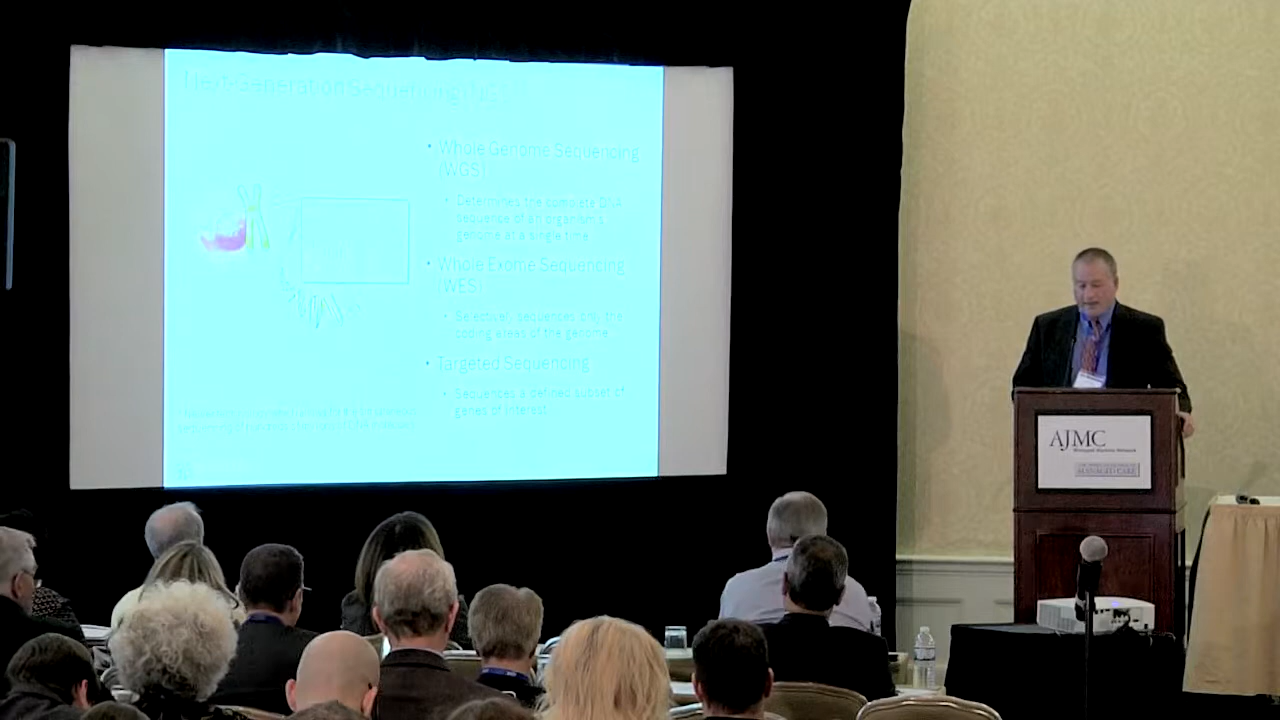 Next-Generation Sequencing
• Whole Genome Sequencing
(WGS)
• Determines the complete DNA
sequence of an organism's
genome at a single time
• Whole Exome Sequencing
(WES)
• Selectively sequences only the
coding areas of the genome
• Targeted Sequencing
• Sequences a defined subset of
genes of interest
AJMC
MANAGED CARE